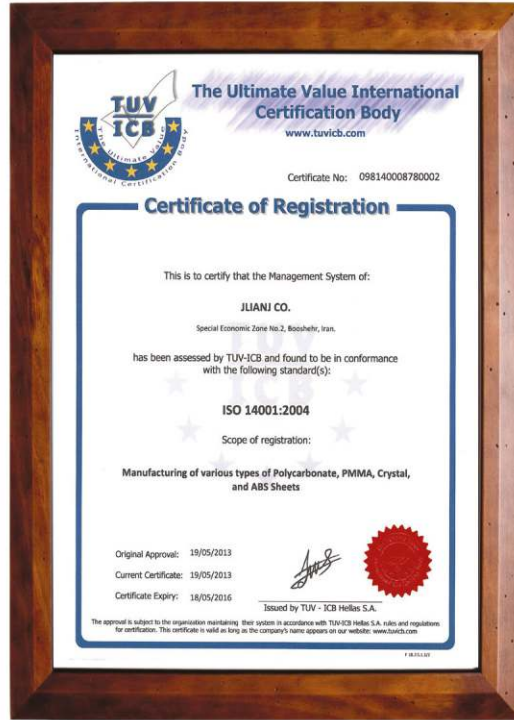 TUV
ICB
The Ultimate Value
International Certification Body
The Ultimate Value International
Certification Body
www.tuvicb.com
Certificate No: 098140008780002
Certificate of Registration
This is to certify that the Management System of:
JLIANJ CO.
Special Economic Zone No.2, Booshehr, Iran.
has been assessed by TUV-ICB and found to be in conformance
with the following standard(s):
TUV
ICB
ISO 14001:2004
Scope of registration:
Manufacturing of various types of Polycarbonate, PMMA, Crystal,
and ABS Sheets
Original Approval: 19/05/2013
Current Certificate: 19/05/2013
Certificate Expiry: 18/05/2016
Issued by TUV - ICB Hellas S.A.
The approval is subject to the organization maintaining their system in accordance with TUV-ICB Hellas S.A. rules and regulations
for certification. This certificate is valid as long as the company's name appears on our website: www.tuvicb.com